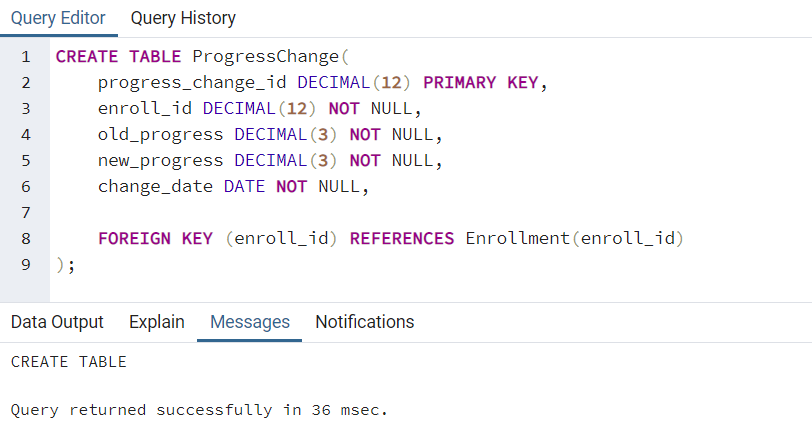 Query Editor Query History
1 CREATE TABLE ProgressChange(
2 progress_change_id DECIMAL(12) PRIMARY KEY,
3 enroll_id DECIMAL(12) NOT NULL,
4 old_progress DECIMAL(3) NOT NULL,
5 new_progress DECIMAL(3) NOT NULL,
6 change_date DATE NOT NULL,
7
8 FOREIGN KEY (enroll_id) REFERENCES Enrollment(enroll_id)
9 );
Data Output Explain Messages Notifications
CREATE TABLE
Query returned successfully in 36 msec.